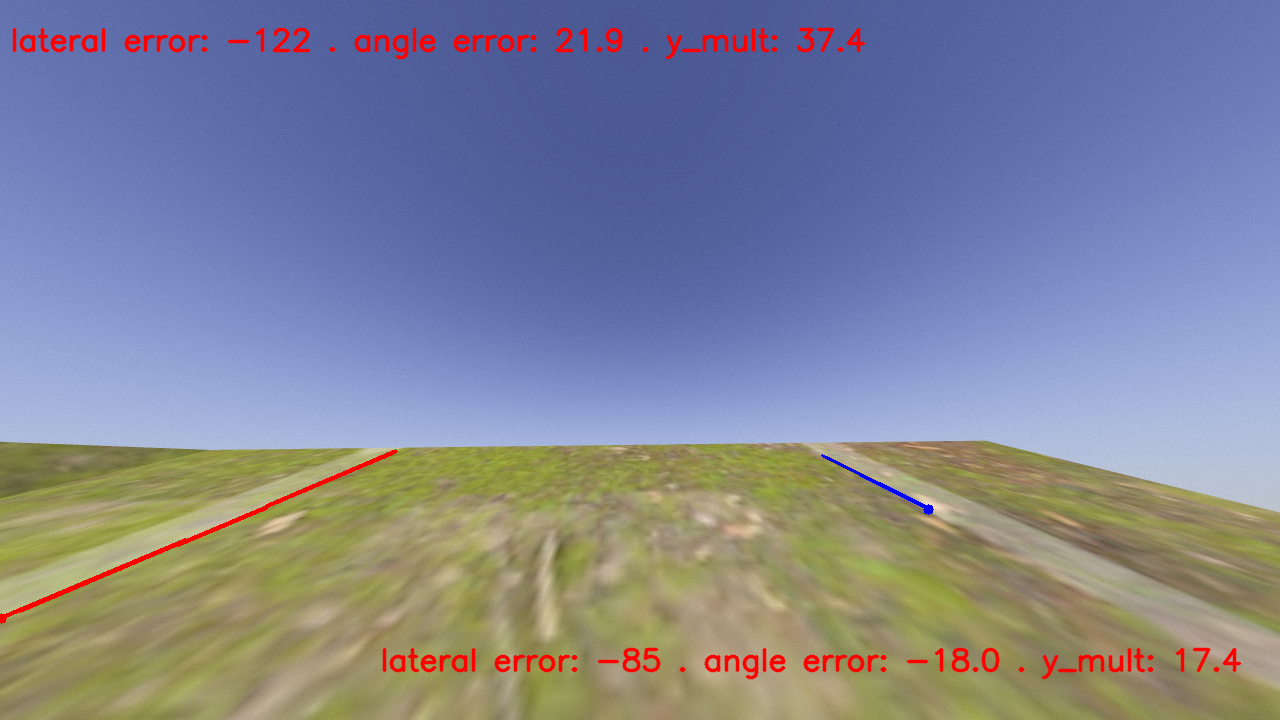 lateral error: -122 . angle error: 21.9 . y_mult: 37.4
lateral error: -85 . angle error: -18.0 . y_mult: 17.4